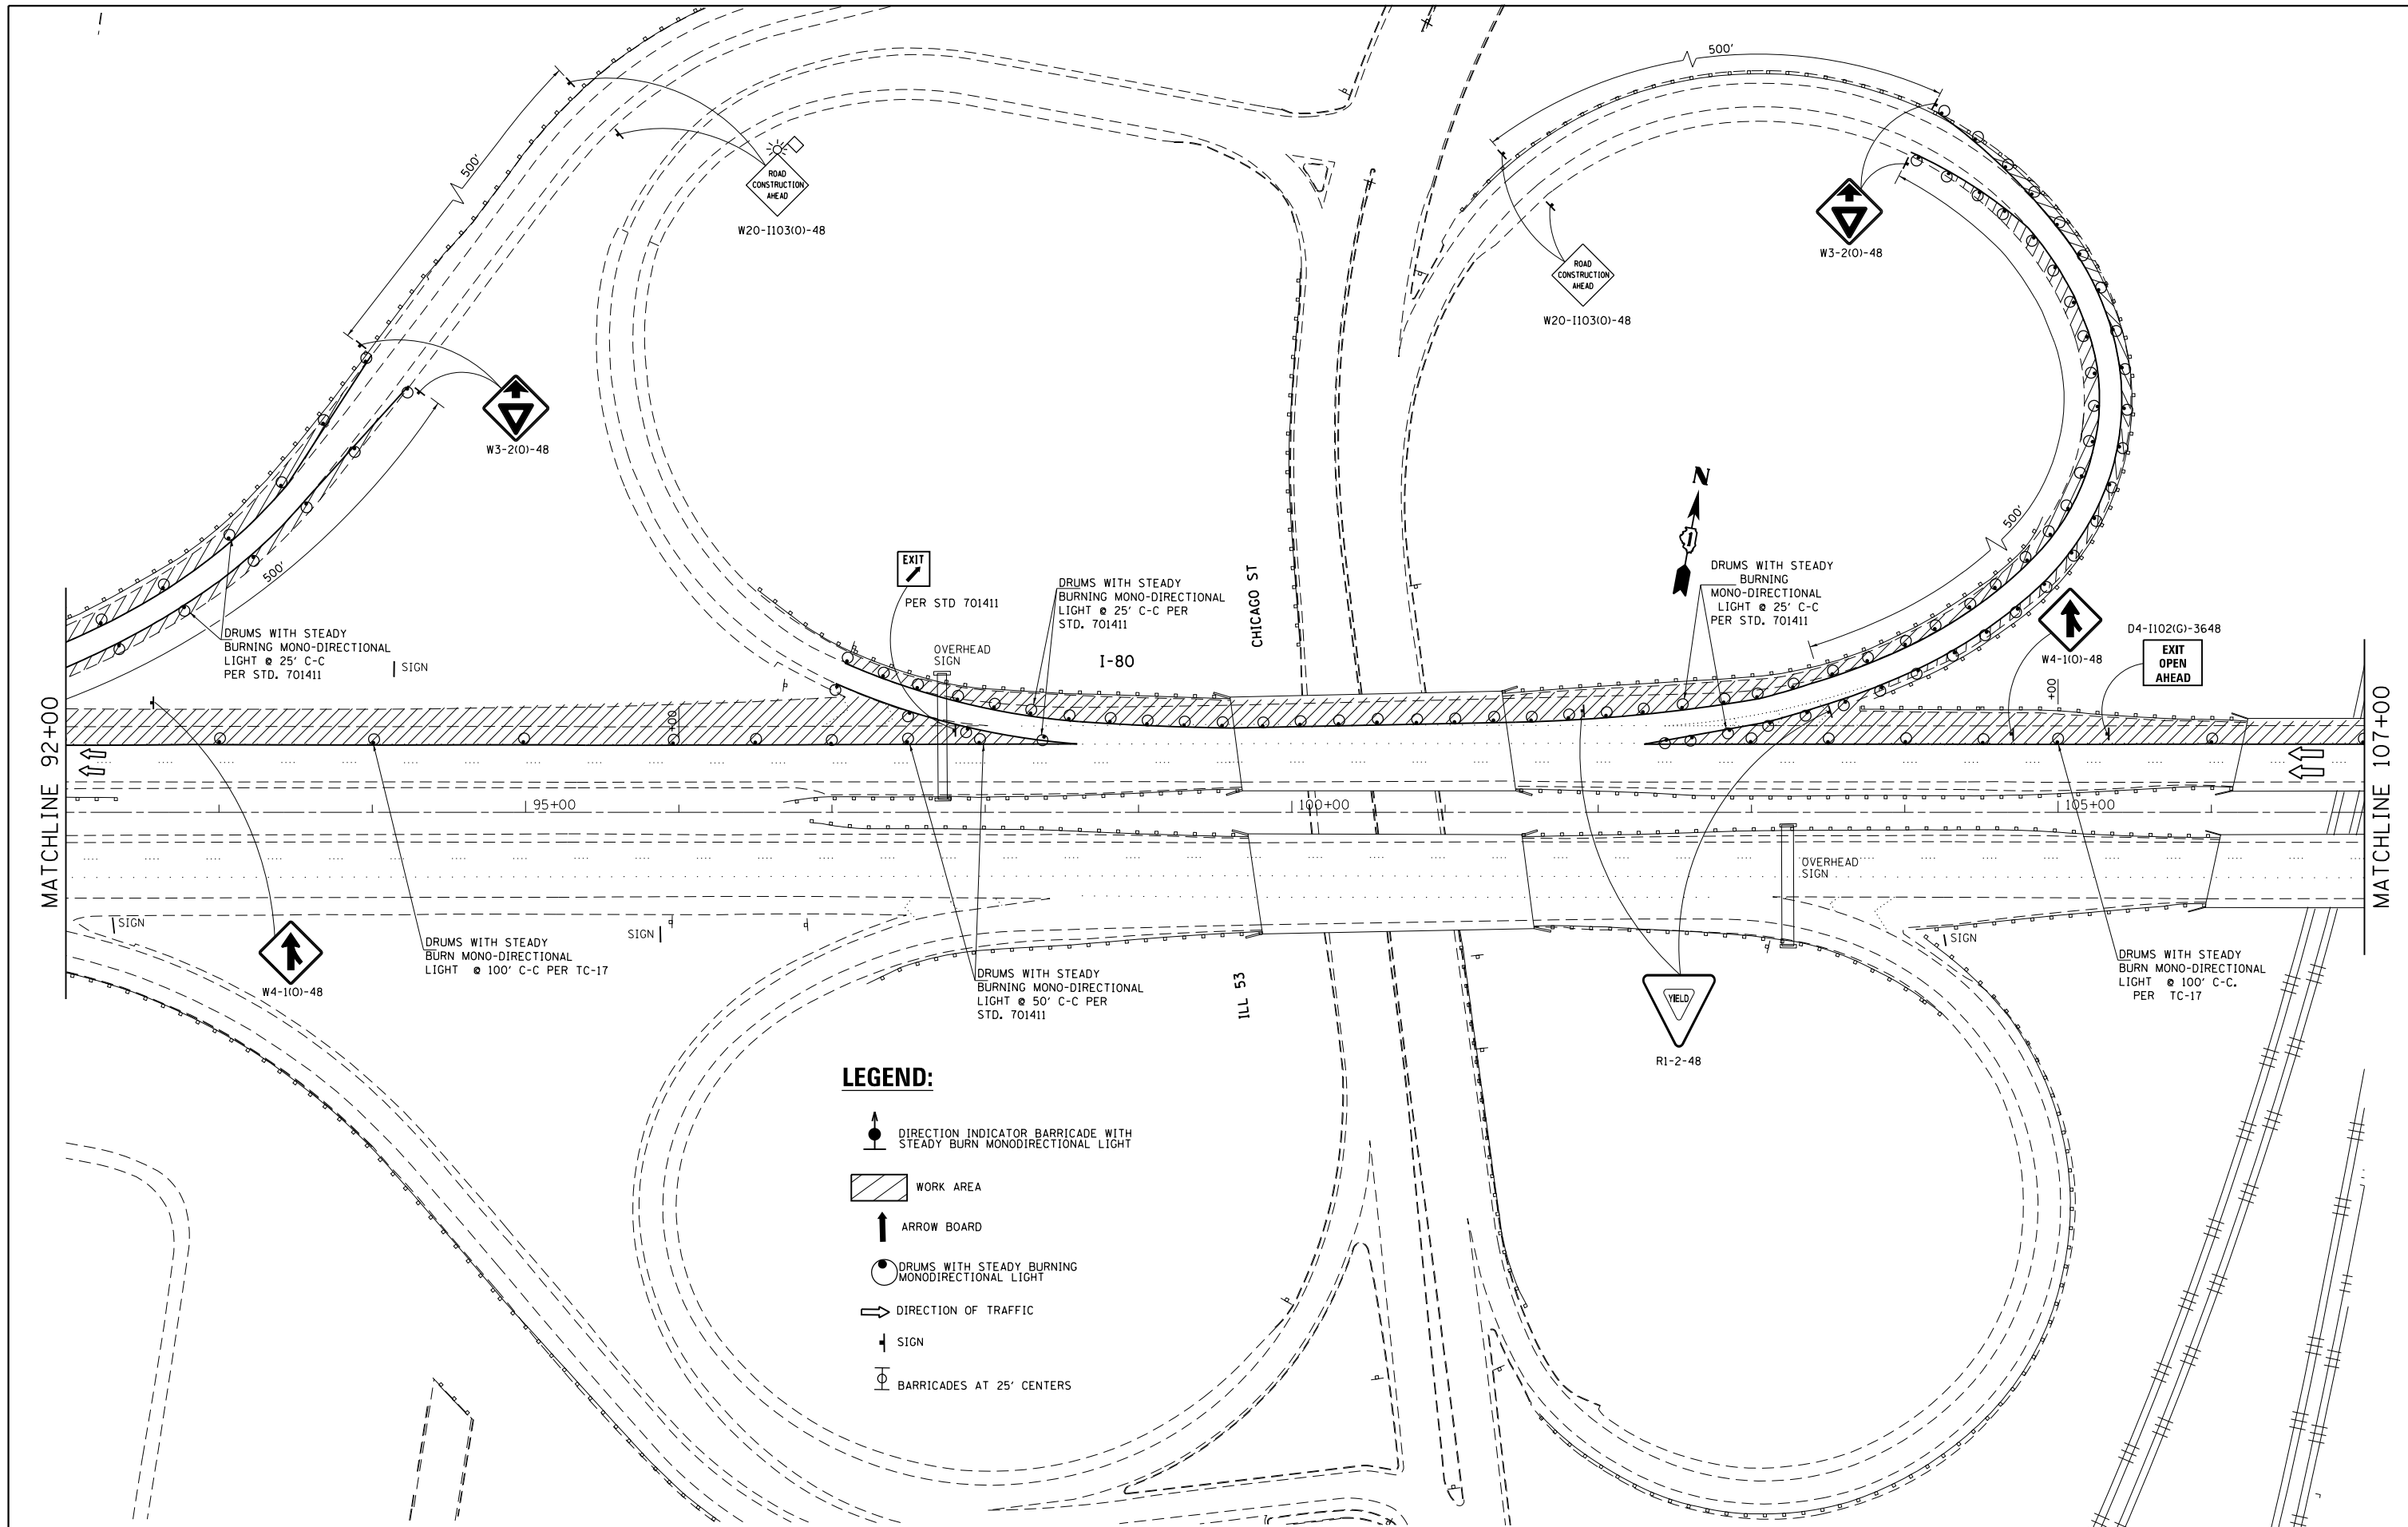 500'
500'
ROAD
CONSTRUCTION
AHEAD
W20-I103(O)-48
ROAD
CONSTRUCTION
AHEAD
W20-I103(O)-48
W3-2(O)-48
W3-2(O)-48
N
1
500'
500'
EXIT
PER STD 701411
DRUMS WITH STEADY
BURNING MONO-DIRECTIONAL
LIGHT @ 25' C-C PER
STD. 701411
CHICAGO ST
DRUMS WITH STEADY
BURNING
MONO-DIRECTIONAL
LIGHT @ 25' C-C
PER STD. 701411
DRUMS WITH STEADY
BURNING MONO-DIRECTIONAL
LIGHT @ 25' C-C
PER STD. 701411
SIGN
OVERHEAD
SIGN
I-80
W4-1(O)-48
D4-I102(G)-3648
EXIT
OPEN
AHEAD
+00
+00
MATCHLINE 92+00
95+00
100+00
105+00
MATCHLINE 107+00
OVERHEAD
SIGN
SIGN
SIGN
SIGN
W4-1(O)-48
DRUMS WITH STEADY
BURN MONO-DIRECTIONAL
LIGHT @ 100' C-C PER TC-17
DRUMS WITH STEADY
BURNING MONO-DIRECTIONAL
LIGHT @ 50' C-C PER
STD. 701411
ILL 53
YIELD
R1-2-48
DRUMS WITH STEADY
BURN MONO-DIRECTIONAL
LIGHT @ 100' C-C.
PER TC-17
LEGEND:
DIRECTION INDICATOR BARRICADE WITH
STEADY BURN MONODIRECTIONAL LIGHT
WORK AREA
ARROW BOARD
DRUMS WITH STEADY BURNING
MONODIRECTIONAL LIGHT
DIRECTION OF TRAFFIC
SIGN
BARRICADES AT 25' CENTERS